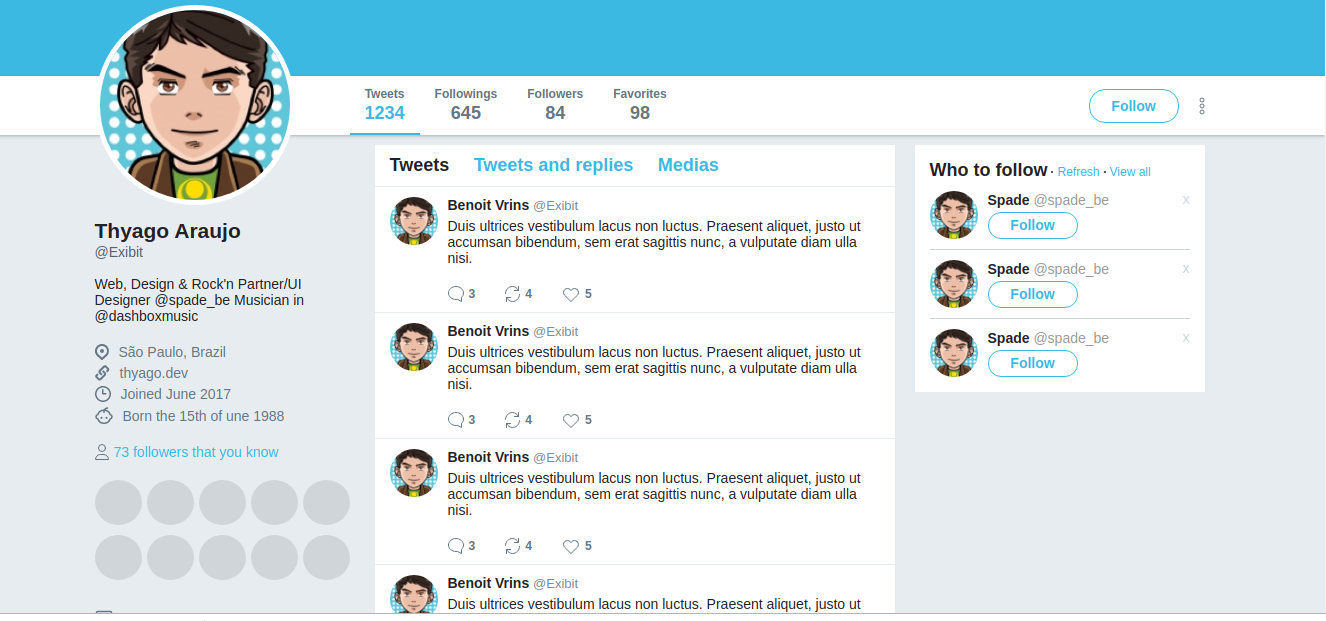 Tweets Followings Followers Favorites
1234 645 84 98
Follow
Thyago Araujo
@Exibit
Web, Design & Rock'n Partner/UI
Designer @spade_be Musician in
@dashboxmusic
São Paulo, Brazil
thyago.dev
Joined June 2017
Born the 15th of une 1988
73 followers that you know
Tweets Tweets and replies Medias
Benoit Vrins @Exibit
Duis ultrices vestibulum lacus non luctus. Praesent aliquet, justo ut
accumsan bibendum, sem erat sagittis nunc, a vulputate diam ulla
nisi.
3 4 5
Benoit Vrins @Exibit
Duis ultrices vestibulum lacus non luctus. Praesent aliquet, justo ut
accumsan bibendum, sem erat sagittis nunc, a vulputate diam ulla
nisi.
3 4 5
Benoit Vrins @Exibit
Duis ultrices vestibulum lacus non luctus. Praesent aliquet, justo ut
accumsan bibendum, sem erat sagittis nunc, a vulputate diam ulla
nisi.
3 4 5
Benoit Vrins @Exibit
Duis ultrices vestibulum lacus non luctus. Praesent aliquet, justo ut
Who to follow · Refresh · View all
Spade @spade_be x
Follow
Spade @spade_be x
Follow
Spade @spade_be x
Follow